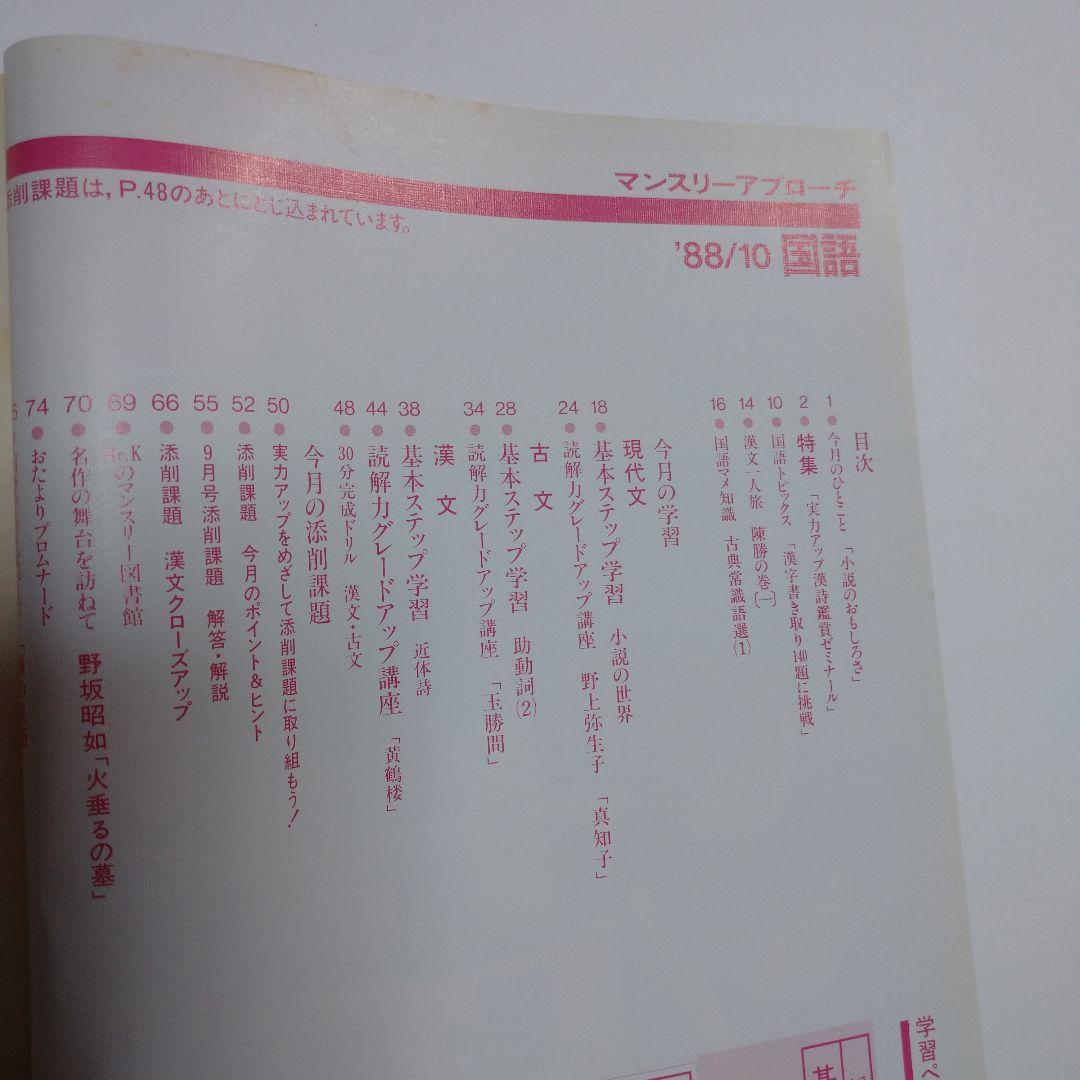 マンスリーアプローチ
'88/10 国語
添削課題は，P.48のあとにとじ込まれています。
目次
1 ● 今月のひとこと 「小説のおもしろさ」
2 ● 特集 「実力アップ漢詩鑑賞ゼミナール」
10 ● 国語トピックス 「漢字書き取り140題に挑戦」
14 ● 漢文一人旅 陳勝の巻〔一〕
16 ● 国語マメ知識 古典常識語選(1)
今月の学習
現代文
18 ● 基本ステップ学習 小説の世界
24 ● 読解力グレードアップ講座 野上弥生子 「真知子」
古文
28 ● 基本ステップ学習 助動詞(2)
34 ● 読解力グレードアップ講座 「玉勝間」
漢文
38 ● 基本ステップ学習 近体詩
44 ● 読解力グレードアップ講座 「黄鶴楼」
48 ● 30分完成ドリル 漢文・古文
今月の添削課題
50 ● 実力アップをめざして添削課題に取り組もう！
52 ● 添削課題 今月のポイント&ヒント
55 ● 9月号添削課題 解答・解説
66 ● 添削課題 漢文クローズアップ
69 ● Mr.Kのマンスリー図書館
70 ● 名作の舞台を訪ねて 野坂昭如「火垂るの墓」
74 ● おたよりプロムナード
学習ペ